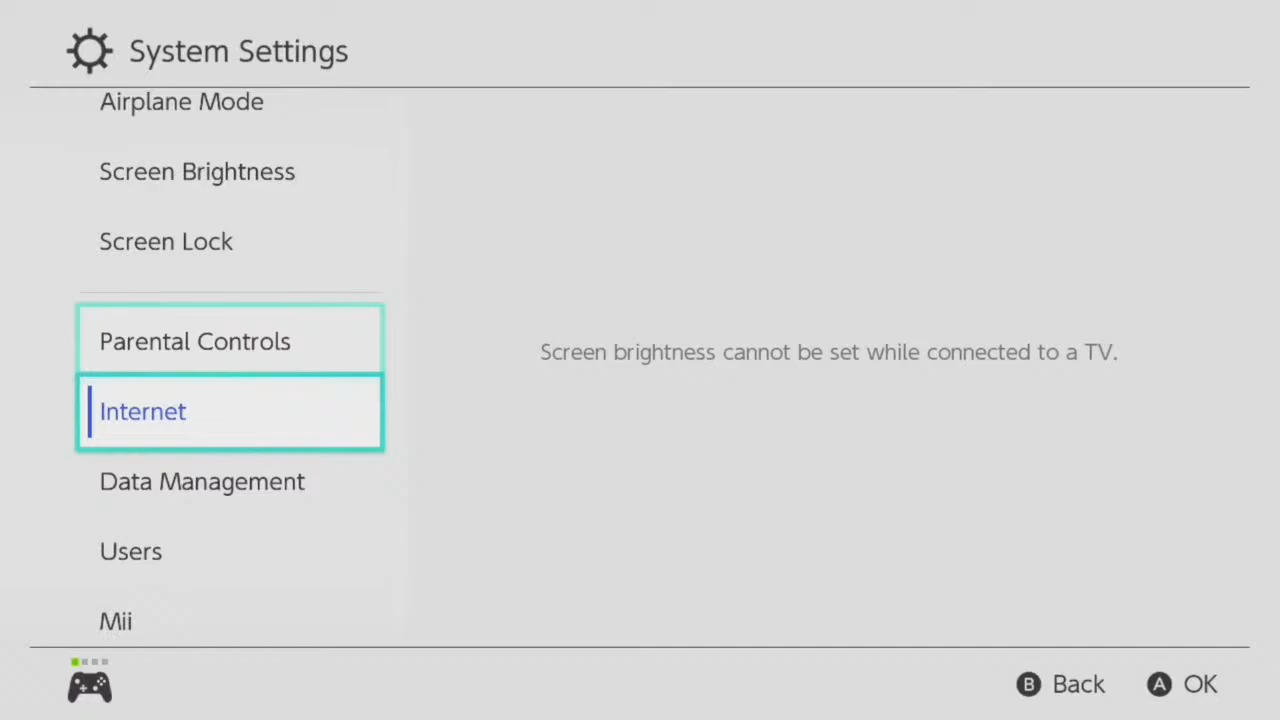 System Settings
Airplane Mode
Screen Brightness
Screen Lock
Parental Controls
Internet
Data Management
Users
Mii
Screen brightness cannot be set while connected to a TV.
B Back A OK